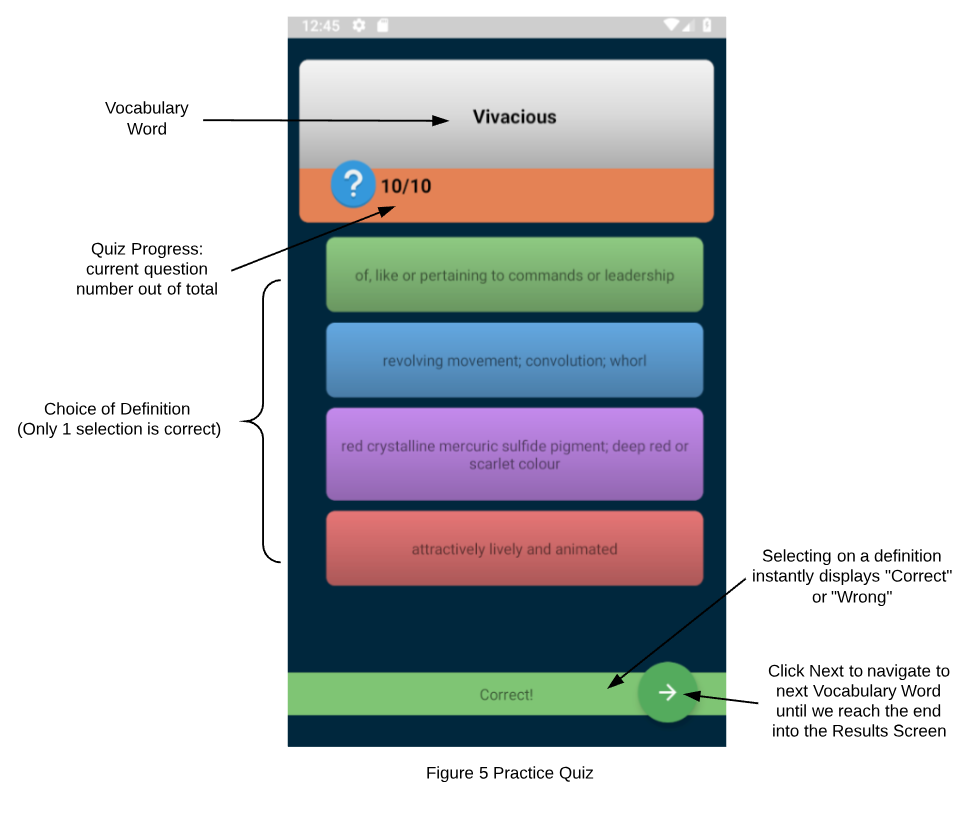 12:45
Vocabulary
Word
Vivacious
?
10/10
Quiz Progress:
current question
number out of total
of, like or pertaining to commands or leadership
revolving movement; convolution; whorl
Choice of Definition
(Only 1 selection is correct)
red crystalline mercuric sulfide pigment; deep red or
scarlet colour
attractively lively and animated
Selecting on a definition
instantly displays "Correct"
or "Wrong"
Correct!
Click Next to navigate to
next Vocabulary Word
until we reach the end
into the Results Screen
Figure 5 Practice Quiz